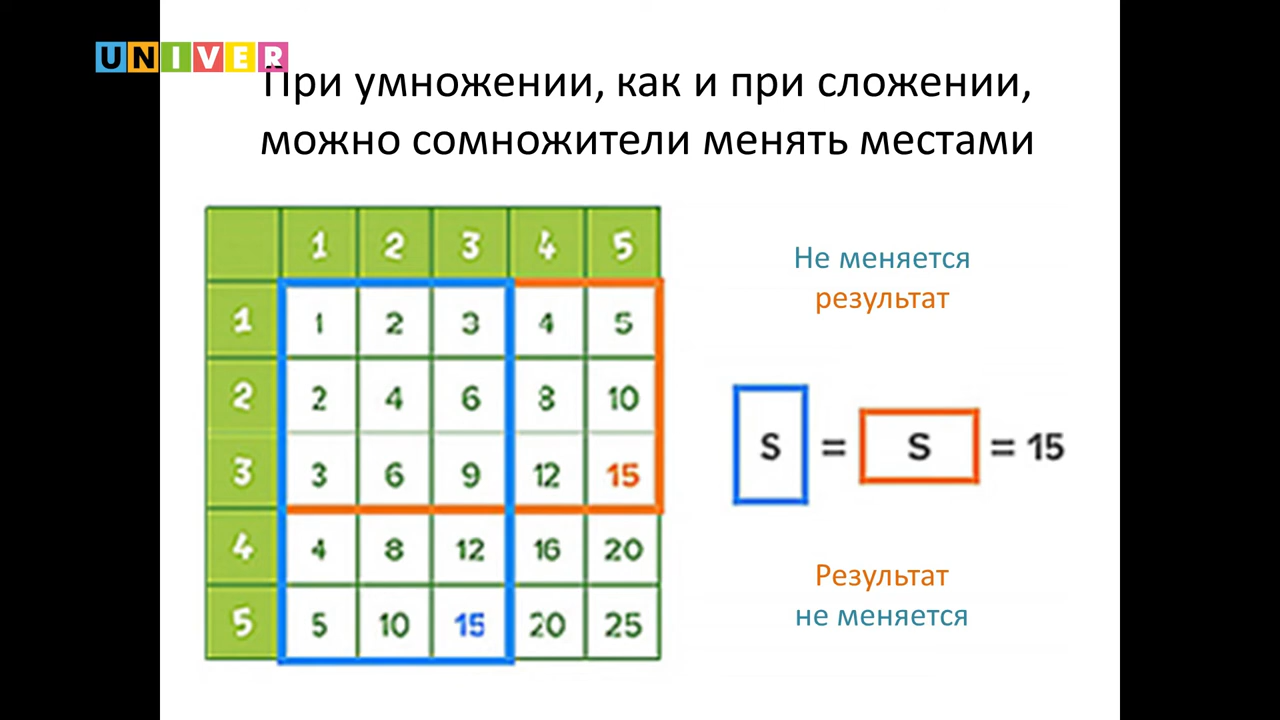 UNIVER
При умножении, как и при сложении,
можно сомножители менять местами
1 2 3 4 5
1 1 2 3 4 5
2 2 4 6 8 10
3 3 6 9 12 15
4 4 8 12 16 20
5 5 10 15 20 25
Не меняется
результат
S = S = 15
Результат
не меняется